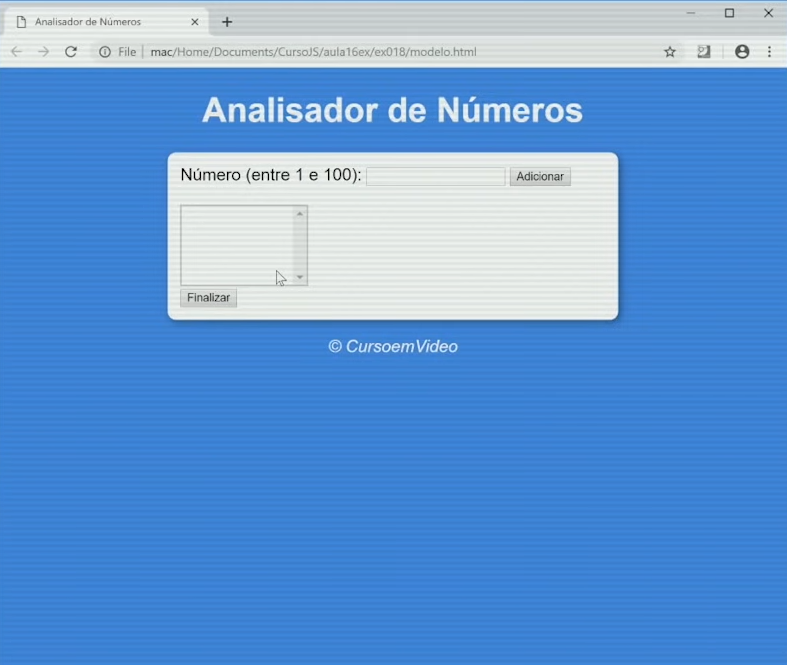 Analisador de Números
File mac/Home/Documents/CursoJS/aula16ex/ex018/modelo.html
Analisador de Números
Número (entre 1 e 100): Adicionar
Finalizar
© CursoemVideo